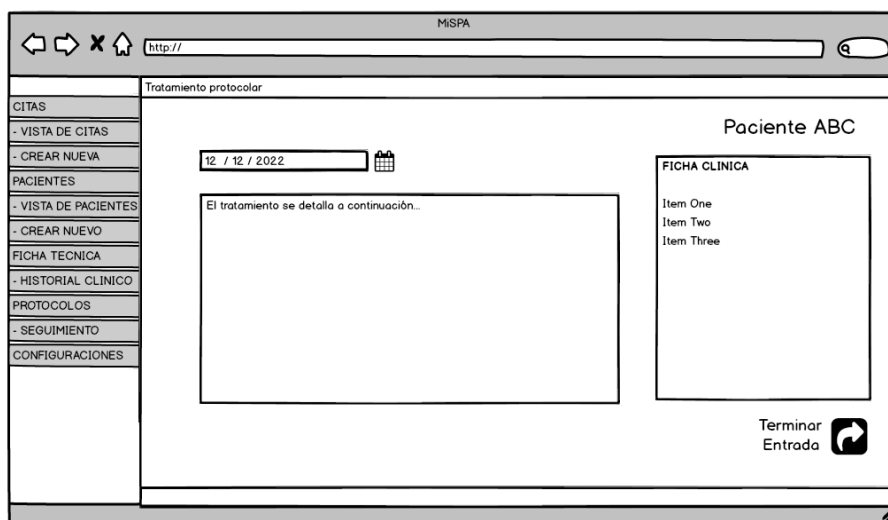 MiSPA
http://
Tratamiento protocolar
CITAS
- VISTA DE CITAS
- CREAR NUEVA
PACIENTES
- VISTA DE PACIENTES
- CREAR NUEVO
FICHA TECNICA
- HISTORIAL CLINICO
PROTOCOLOS
- SEGUIMIENTO
CONFIGURACIONES
12 / 12 / 2022
El tratamiento se detalla a continuación...
Paciente ABC
FICHA CLINICA
Item One
Item Two
Item Three
Terminar
Entrada